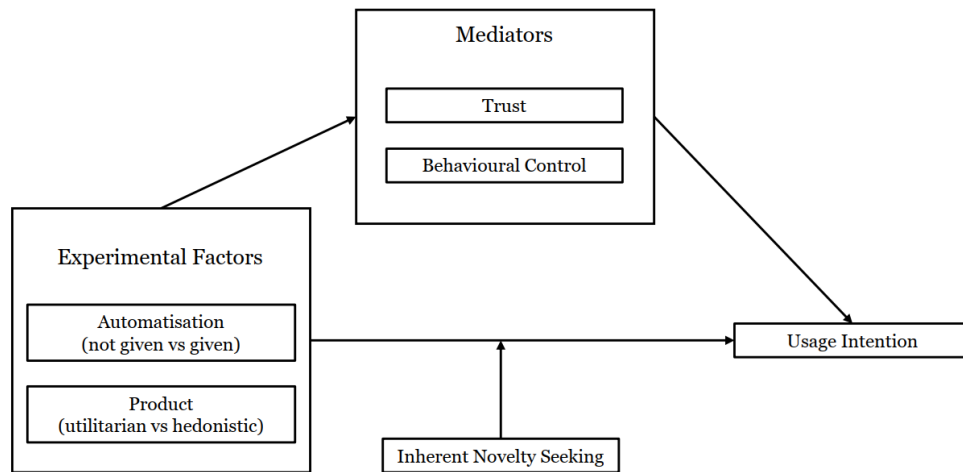 Mediators
Trust
Behavioural Control
Experimental Factors
Automatisation
(not given vs given)
Product
(utilitarian vs hedonistic)
Usage Intention
Inherent Novelty Seeking